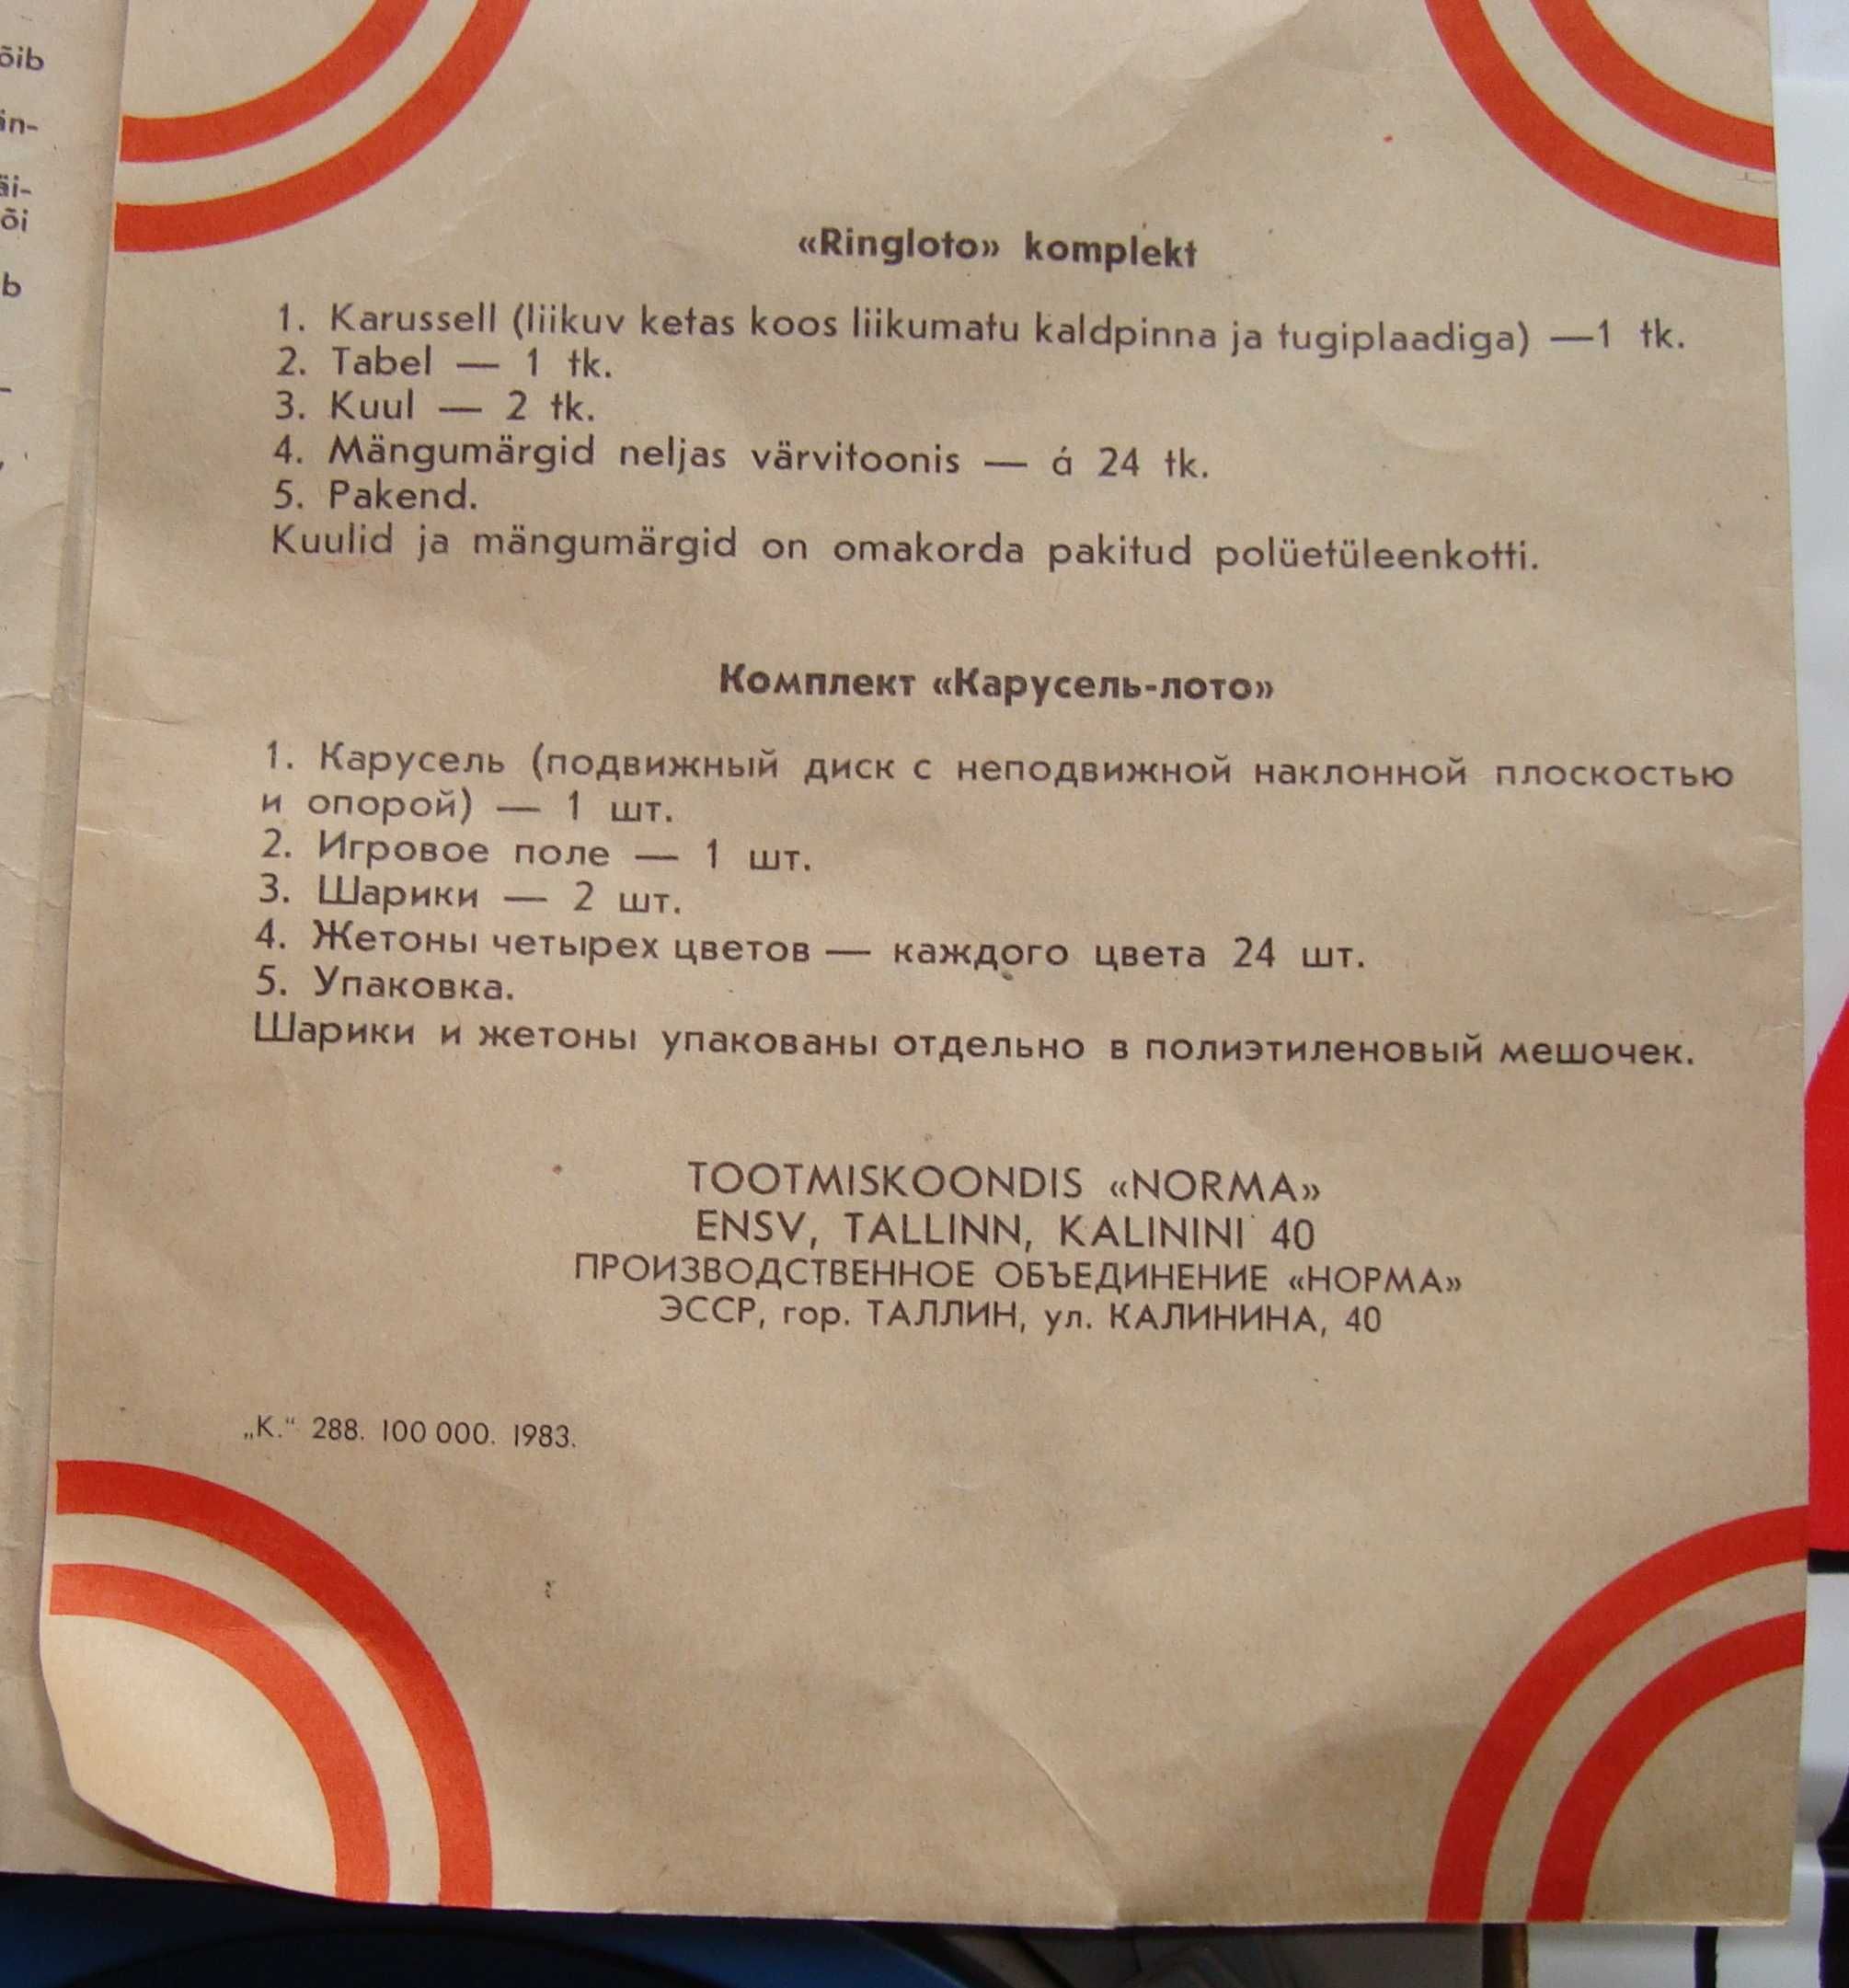 õib
än-
äi-
õi
b
«Ringloto» komplekt
1. Karussell (liikuv ketas koos liikumatu kaldpinna ja tugiplaadiga) —1 tk.
2. Tabel — 1 tk.
3. Kuul — 2 tk.
4. Mängumärgid neljas värvitoonis — á 24 tk.
5. Pakend.
Kuulid ja mängumärgid on omakorda pakitud polüetüleenkotti.
Комплект «Карусель-лото»
1. Карусель (подвижный диск с неподвижной наклонной плоскостью
и опорой) — 1 шт.
2. Игровое поле — 1 шт.
3. Шарики — 2 шт.
4. Жетоны четырех цветов — каждого цвета 24 шт.
5. Упаковка.
Шарики и жетоны упакованы отдельно в полиэтиленовый мешочек.
TOOTMISKOONDIS «NORMA»
ENSV, TALLINN, KALININI 40
ПРОИЗВОДСТВЕННОЕ ОБЪЕДИНЕНИЕ «НОРМА»
ЭССР, гор. ТАЛЛИН, ул. КАЛИНИНА, 40
„K.“ 288. 100 000. 1983.